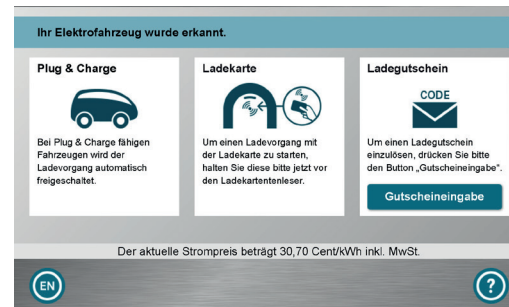 Ihr Elektrofahrzeug wurde erkannt.
Plug & Charge
Bei Plug & Charge fähigen
Fahrzeugen wird der
Ladevorgang automatisch
freigeschaltet.
Ladekarte
Um einen Ladevorgang mit
der Ladekarte zu starten,
halten Sie diese bitte jetzt vor
den Ladekartenleser.
Ladegutschein
CODE
Um einen Ladegutschein
einzulösen, drücken Sie bitte
den Button „Gutscheineingabe“.
Gutscheineingabe
Der aktuelle Strompreis beträgt 30,70 Cent/kWh inkl. MwSt.
EN
?